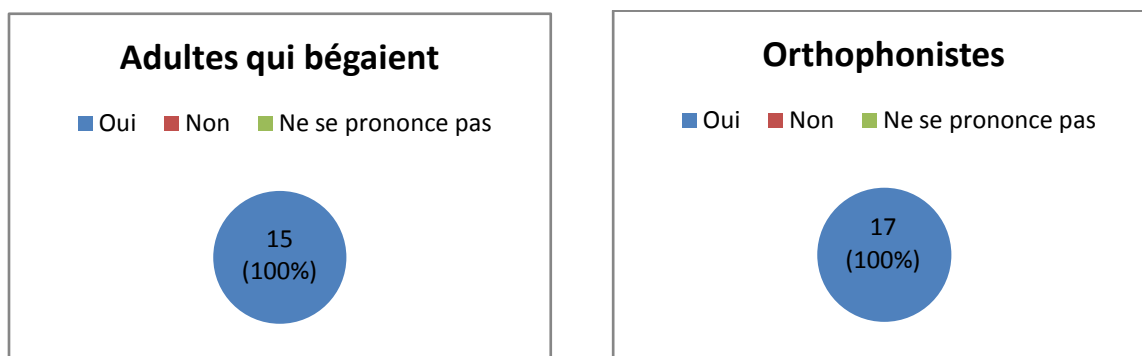 Adultes qui bégaient
Oui Non Ne se prononce pas
15
(100%)
Orthophonistes
Oui Non Ne se prononce pas
17
(100%)